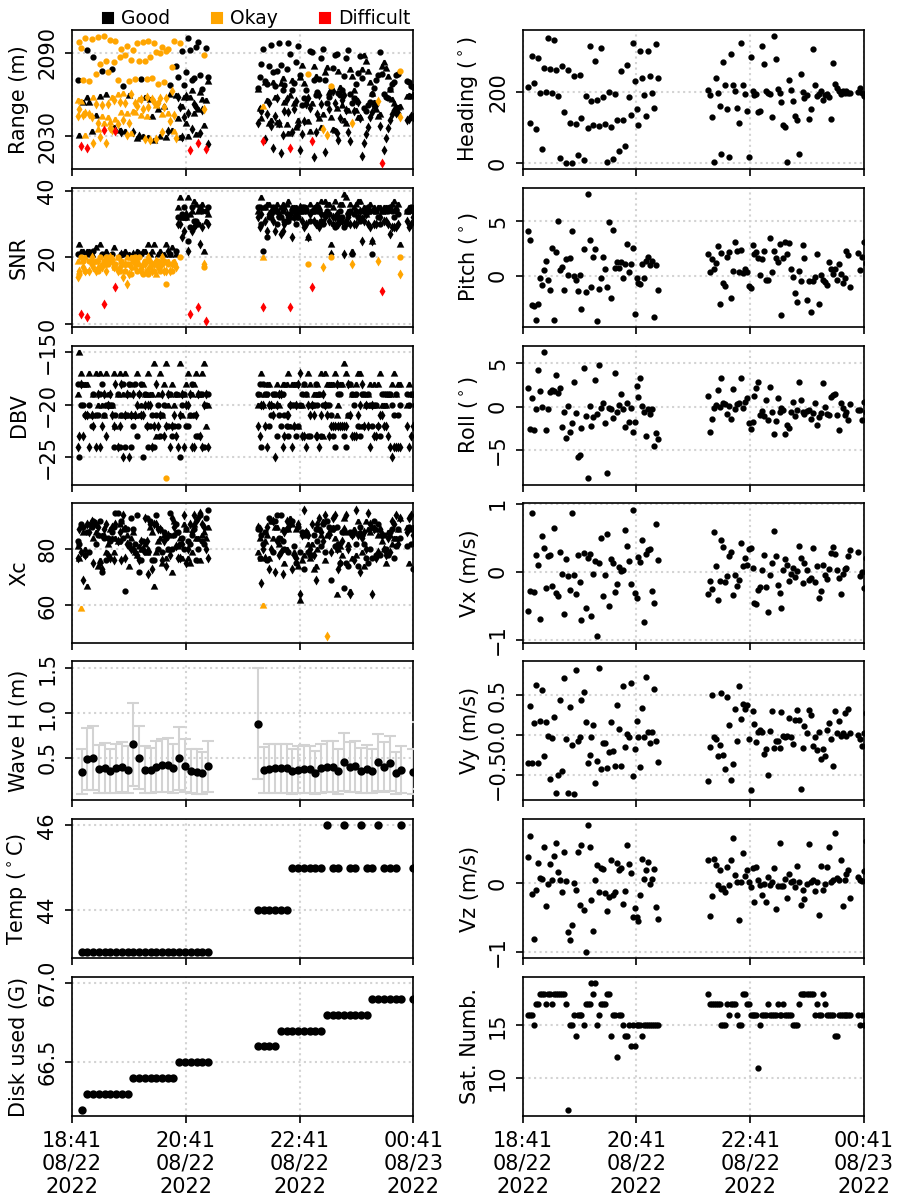 Good Okay Difficult
Range (m)
2090
2030
Heading (°)
200
0
SNR
40
20
0
Pitch (°)
5
0
DBV
−15
−20
−25
Roll (°)
5
0
−5
Xc
80
60
Vx (m/s)
1
0
−1
Wave H (m)
1.5
1.0
0.5
Vy (m/s)
0.5
0.0
−0.5
Temp (°C)
46
44
Vz (m/s)
0
−1
Disk used (G)
67.0
66.5
Sat. Numb.
15
10
18:41 20:41 22:41 00:41
08/22 08/22 08/22 08/23
2022 2022 2022 2022
18:41 20:41 22:41 00:41
08/22 08/22 08/22 08/23
2022 2022 2022 2022